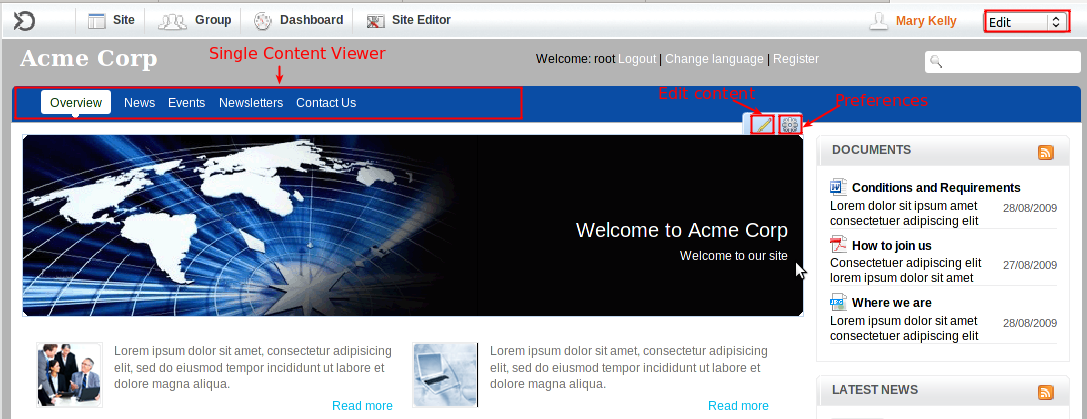 Site Group Dashboard Site Editor Mary Kelly Edit
Single Content Viewer
Acme Corp Welcome: root Logout | Change language | Register
Edit content Preferences
Overview News Events Newsletters Contact Us
DOCUMENTS
Conditions and Requirements
Lorem dolor sit ipsum amet
consectetuer adipiscing elit
28/08/2009
How to join us
Consectetuer adipiscing elit
lorem ipsum dolor sit amet
27/08/2009
Where we are
Lorem ipsum dolor sit amet
consectetuer adipiscing elit
28/08/2009
Welcome to Acme Corp
Welcome to our site
Lorem ipsum dolor sit amet, consectetur adipisicing
elit, sed do eiusmod tempor incididunt ut labore et
dolore magna aliqua.
Read more
Lorem ipsum dolor sit amet, consectetur adipisicing
elit, sed do eiusmod tempor incididunt ut labore et
dolore magna aliqua.
Read more
LATEST NEWS